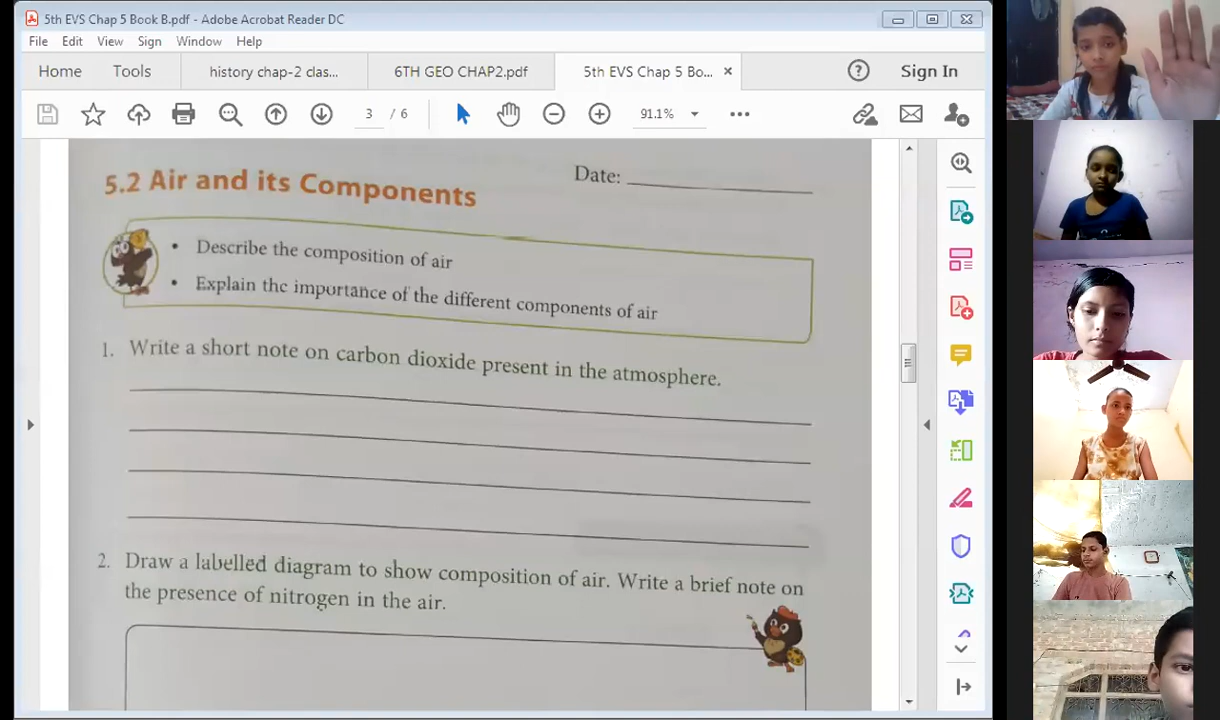 5th EVS Chap 5 Book B.pdf - Adobe Acrobat Reader DC
File Edit View Sign Window Help
Home Tools history chap-2 clas... 6TH GEO CHAP2.pdf 5th EVS Chap 5 Bo... × ? Sign In
3 / 6 91.1%
5.2 Air and its Components Date:
• Describe the composition of air
• Explain the importance of the different components of air
1. Write a short note on carbon dioxide present in the atmosphere.
2. Draw a labelled diagram to show composition of air. Write a brief note on
the presence of nitrogen in the air.